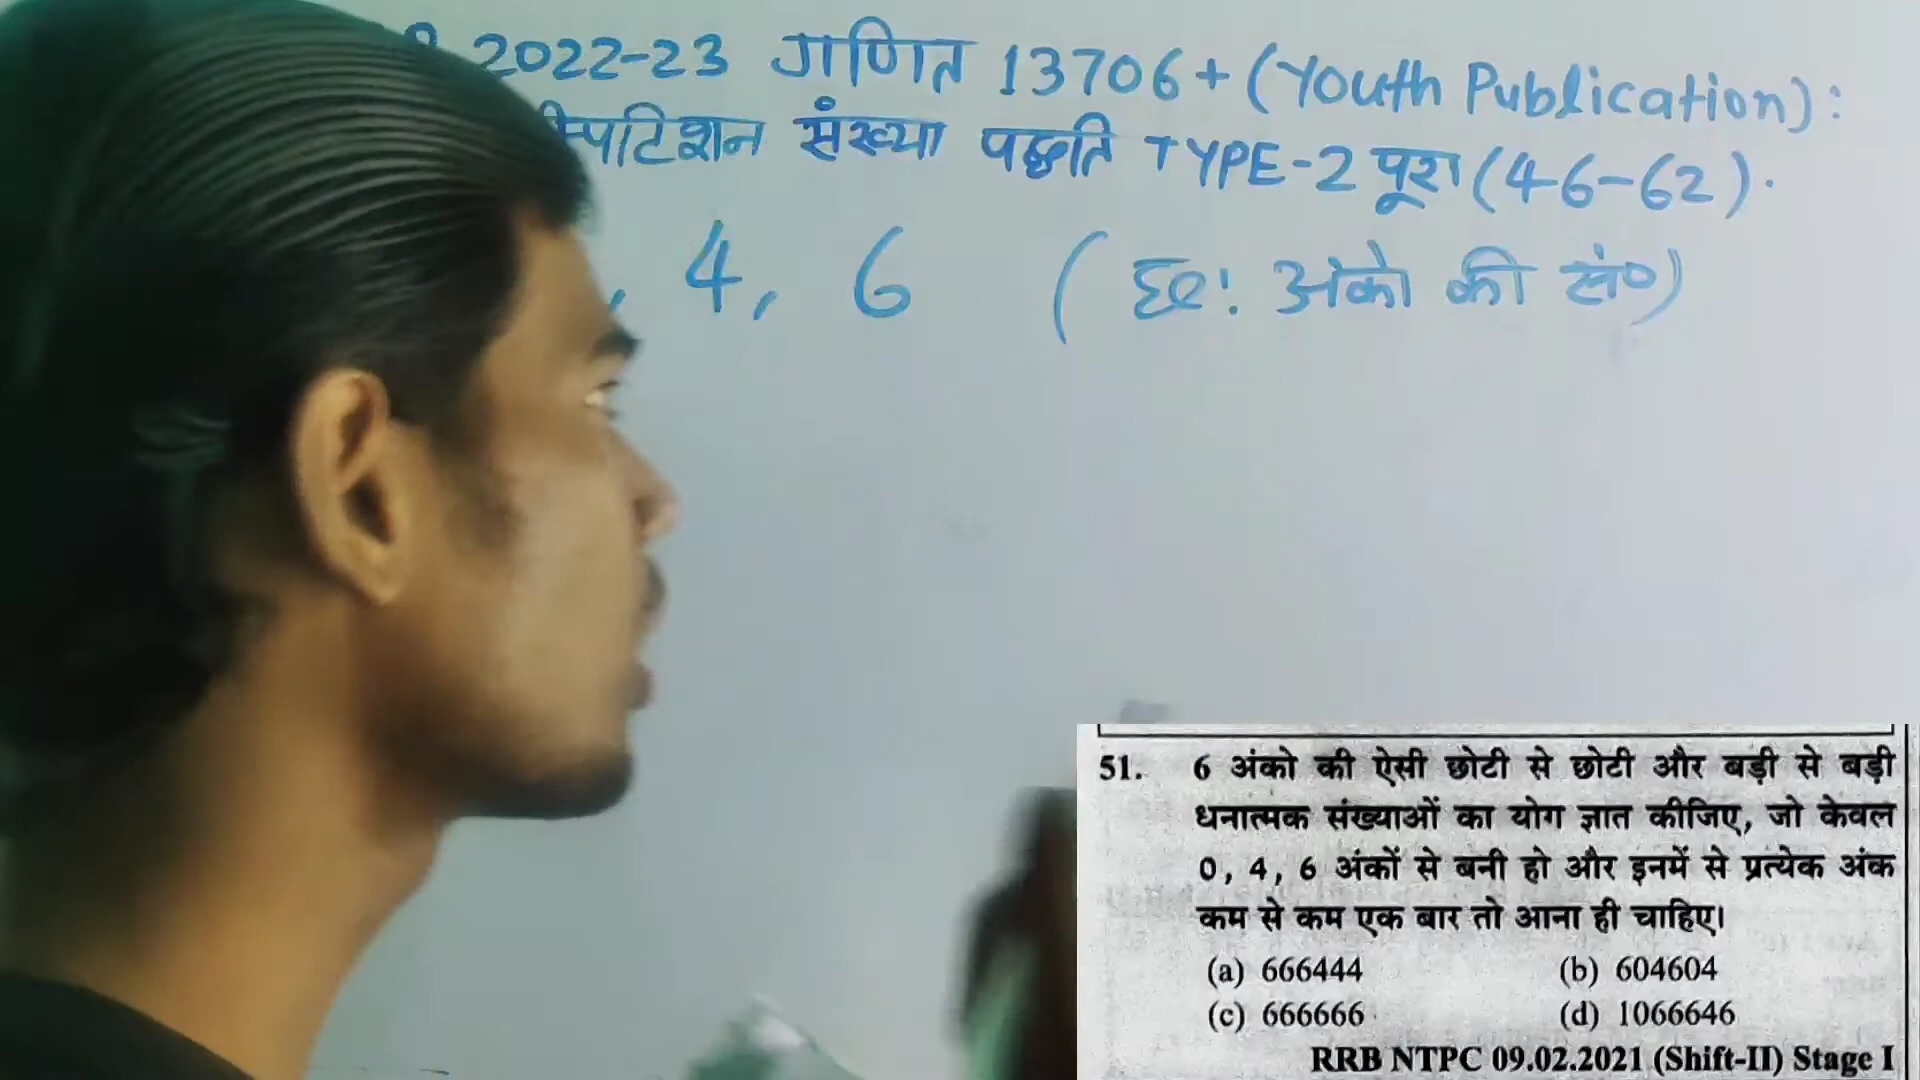 2022-23 गणित 13706+ (Youth Publication):
संख्या पद्धति TYPE-2 पूरा (46-62).
, 4, 6 ( छः अंको की सं०)
51. 6 अंको की ऐसी छोटी से छोटी और बड़ी से बड़ी
धनात्मक संख्याओं का योग ज्ञात कीजिए, जो केवल
0, 4, 6 अंकों से बनी हो और इनमें से प्रत्येक अंक
कम से कम एक बार तो आना ही चाहिए।
(a) 666444 (b) 604604
(c) 666666 (d) 1066646
RRB NTPC 09.02.2021 (Shift-II) Stage I